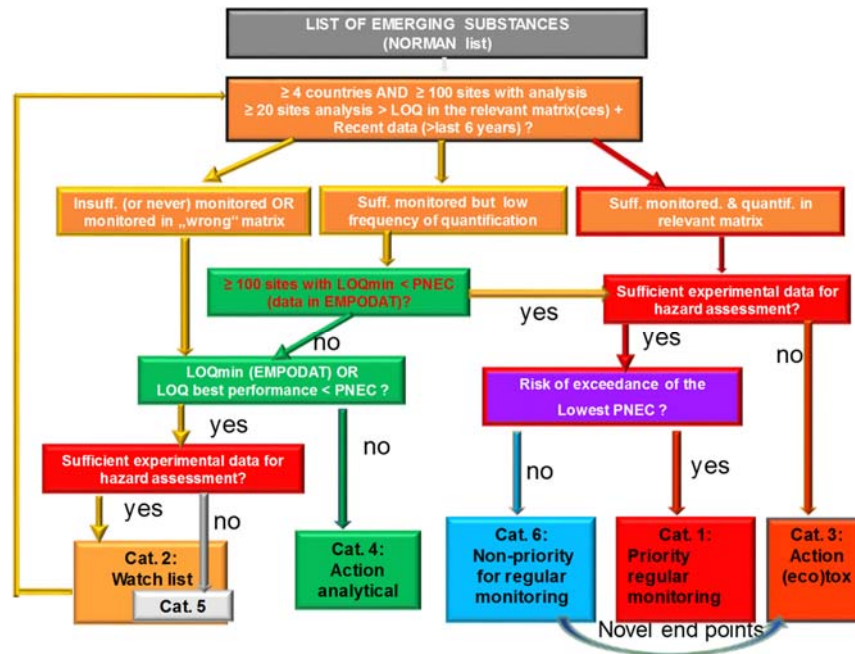 LIST OF EMERGING SUBSTANCES
(NORMAN list)
≥ 4 countries AND ≥ 100 sites with analysis
≥ 20 sites analysis > LOQ in the relevant matrix(ces) +
Recent data (>last 6 years) ?
Insuff. (or never) monitored OR
monitored in „wrong“ matrix
Suff. monitored but low
frequency of quantification
Suff. monitored. & quantif. in
relevant matrix
≥ 100 sites with LOQmin < PNEC
(data in EMPODAT)?
yes
Sufficient experimental data for
hazard assessment?
no
yes
no
LOQmin (EMPODAT) OR
LOQ best performance < PNEC ?
Risk of exceedance of the
Lowest PNEC ?
yes
no
no
yes
Sufficient experimental data for
hazard assessment?
yes
no
Cat. 2:
Watch list
Cat. 5
Cat. 4:
Action
analytical
Cat. 6:
Non-priority
for regular
monitoring
Cat. 1:
Priority
regular
monitoring
Cat. 3:
Action
(eco)tox
Novel end points